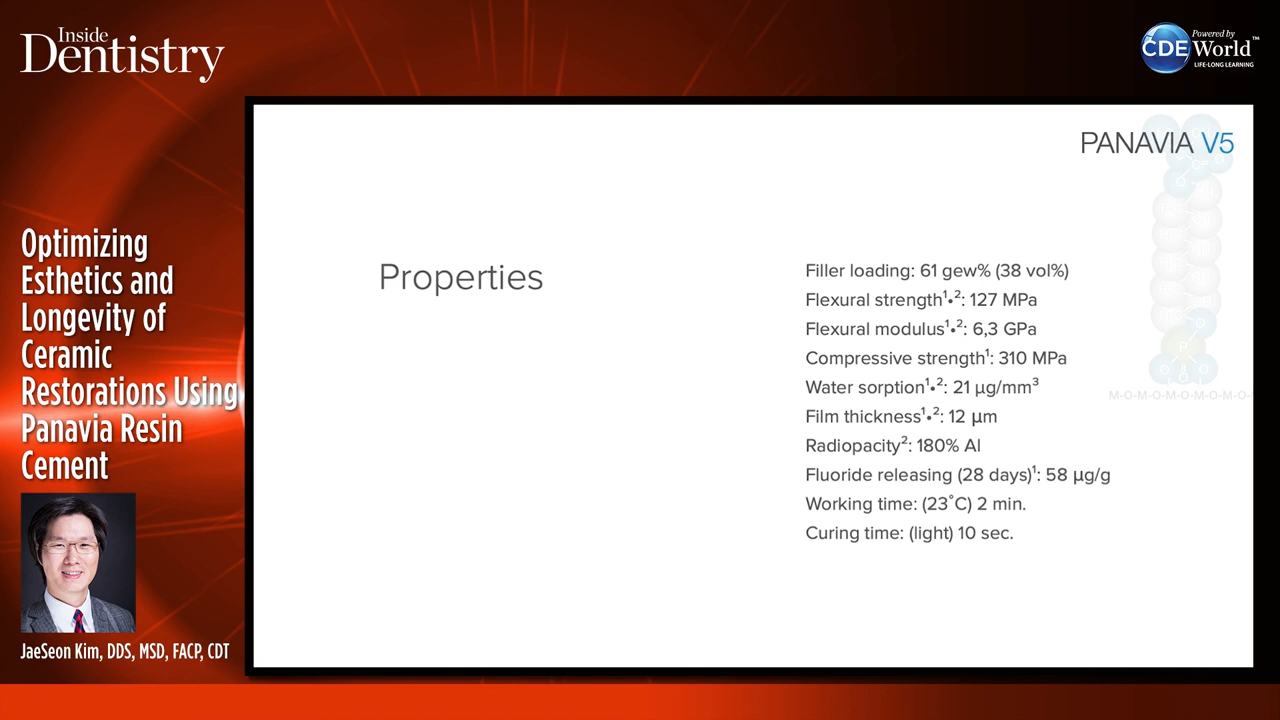 Inside
Dentistry
CDE
Powered by
World™
LIFE-LONG LEARNING
PANAVIA V5
Optimizing
Esthetics and
Longevity of
Ceramic
Restorations Using
Panavia Resin
Cement
JaeSeon Kim, DDS, MSD, FACP, CDT
Properties
Filler loading: 61 gew% (38 vol%)
Flexural strength¹•²: 127 MPa
Flexural modulus¹•²: 6,3 GPa
Compressive strength¹: 310 MPa
Water sorption¹•²: 21 µg/mm³
Film thickness¹•²: 12 µm
Radiopacity²: 180% Al
Fluoride releasing (28 days)¹: 58 µg/g
Working time: (23°C) 2 min.
Curing time: (light) 10 sec.
P
M-O-M-O-M-O-M-O-M-O-